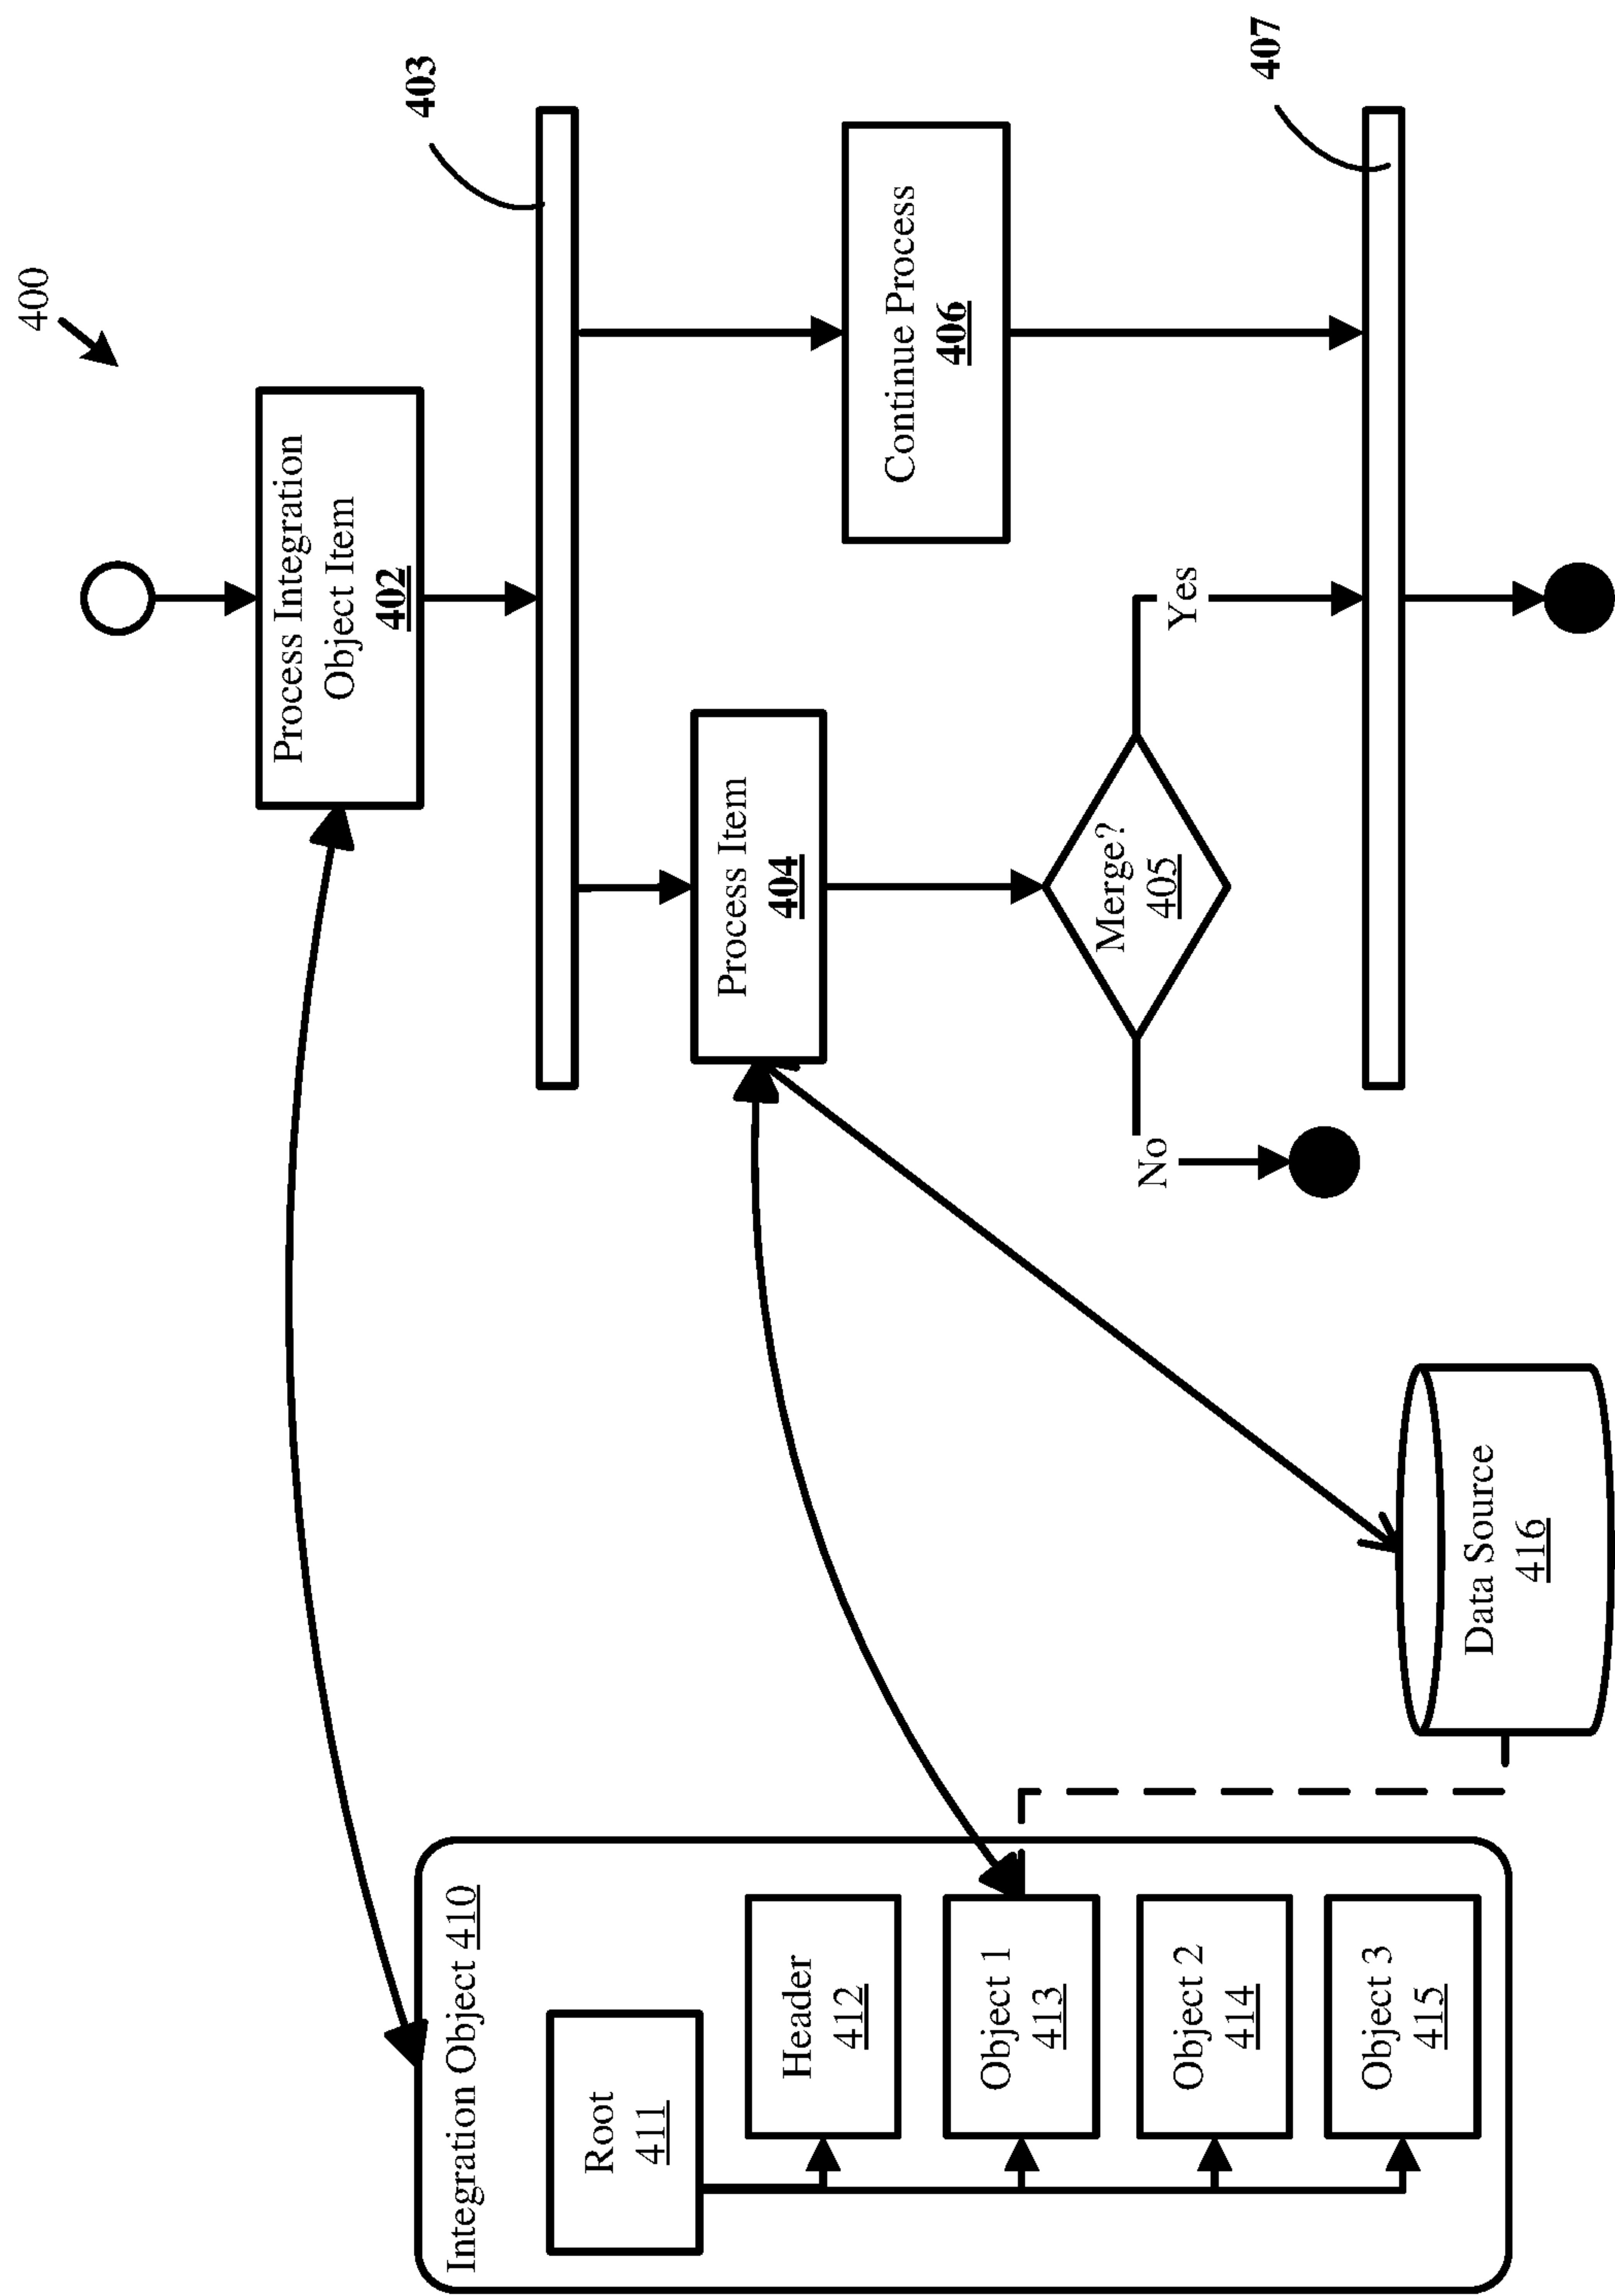 400
Process Integration
Object Item
402
403
Process Item
404
Continue Process
406
Merge?
405
No
Yes
407
Integration Object 410
Root
411
Header
412
Object 1
413
Object 2
414
Object 3
415
Data Source
416